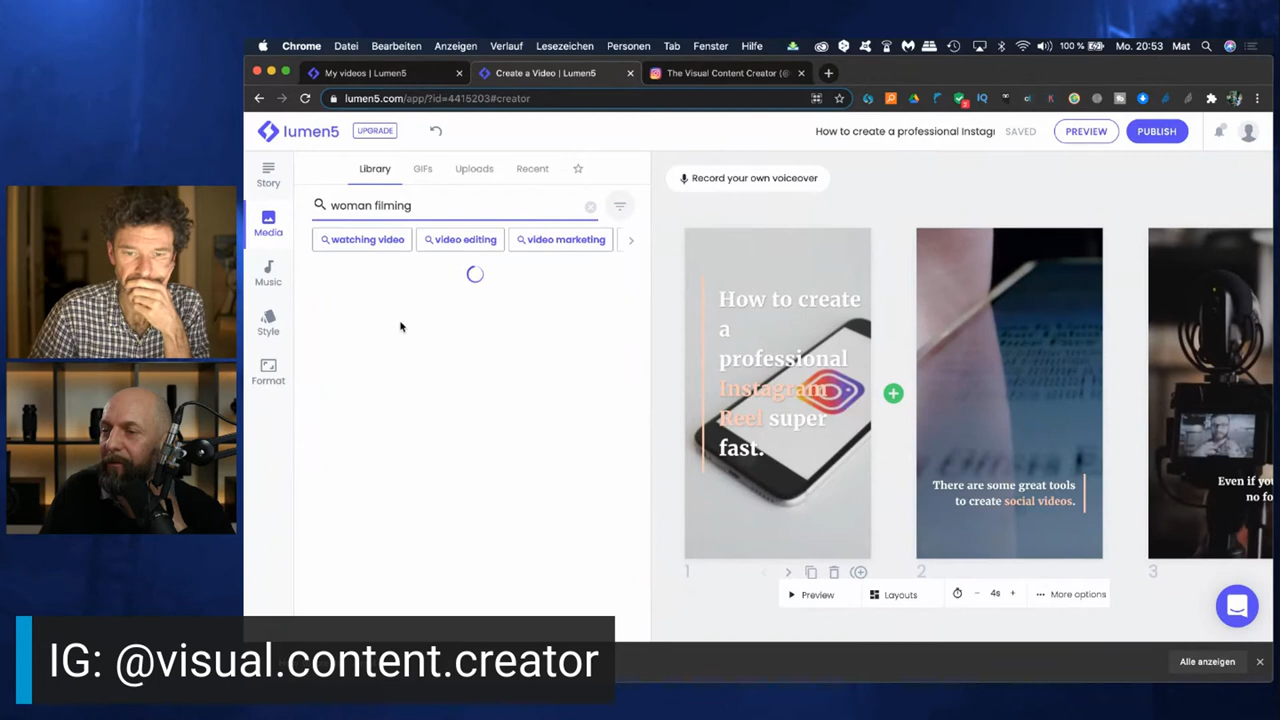 Chrome Datei Bearbeiten Anzeigen Verlauf Lesezeichen Personen Tab Fenster Hilfe 100 % Mo. 20:53 Mat
My videos | Lumen5
Create a Video | Lumen5
The Visual Content Creator (@
lumen5.com/app/?id=4415203#creator
lumen5
UPGRADE
How to create a professional Instagr
SAVED
PREVIEW
PUBLISH
Story
Media
Music
Style
Format
Library GIFs Uploads Recent
woman filming
watching video
video editing
video marketing
Record your own voiceover
How to create
a
professional
Instagram
Reel super
fast.
There are some great tools
to create social videos.
Even if you
no fo
1
2
3
Preview
Layouts
4s
More options
Alle anzeigen
IG: @visual.content.creator